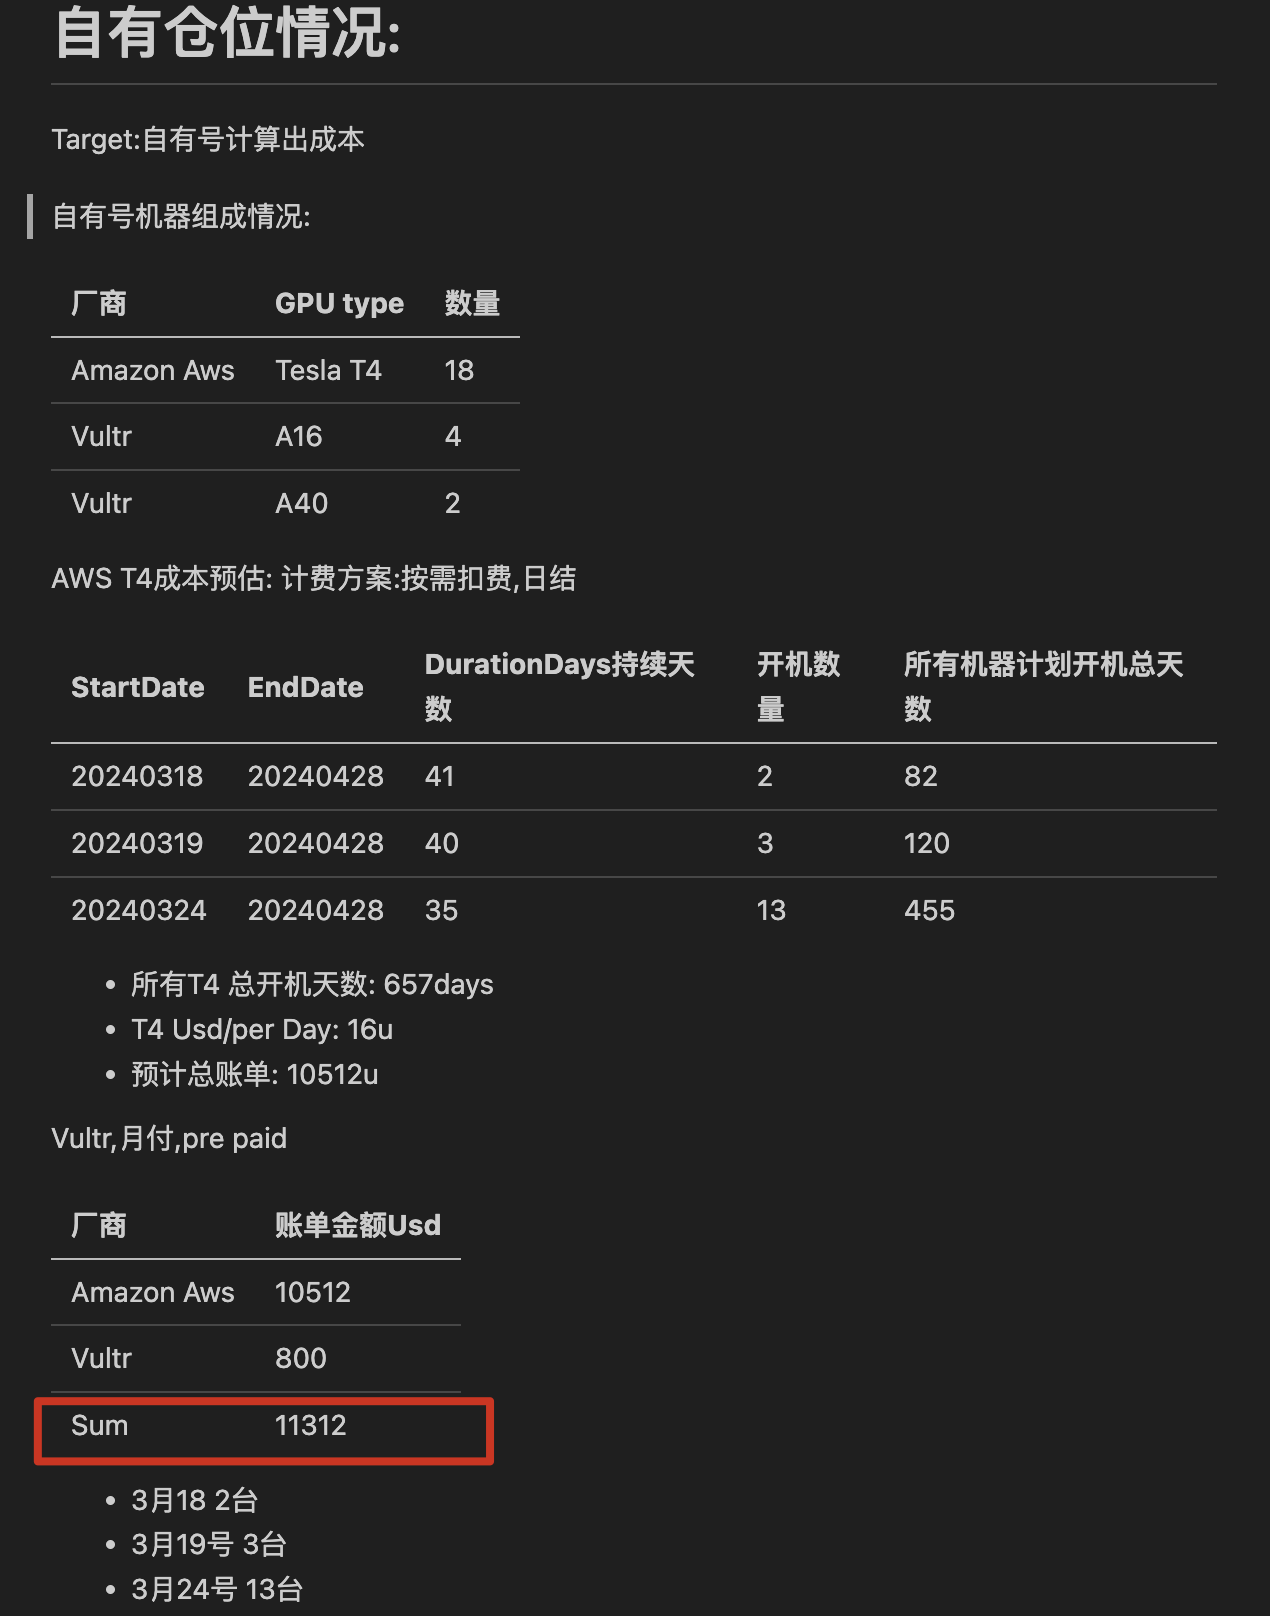 自有仓位情况:
Target:自有号计算出成本
自有号机器组成情况:
厂商 GPU type 数量
Amazon Aws Tesla T4 18
Vultr A16 4
Vultr A40 2
AWS T4成本预估: 计费方案:按需扣费,日结
StartDate EndDate DurationDays持续天数 开机数量 所有机器计划开机总天数
20240318 20240428 41 2 82
20240319 20240428 40 3 120
20240324 20240428 35 13 455
• 所有T4 总开机天数: 657days
• T4 Usd/per Day: 16u
• 预计总账单: 10512u
Vultr,月付,pre paid
厂商 账单金额Usd
Amazon Aws 10512
Vultr 800
Sum 11312
• 3月18 2台
• 3月19号 3台
• 3月24号 13台